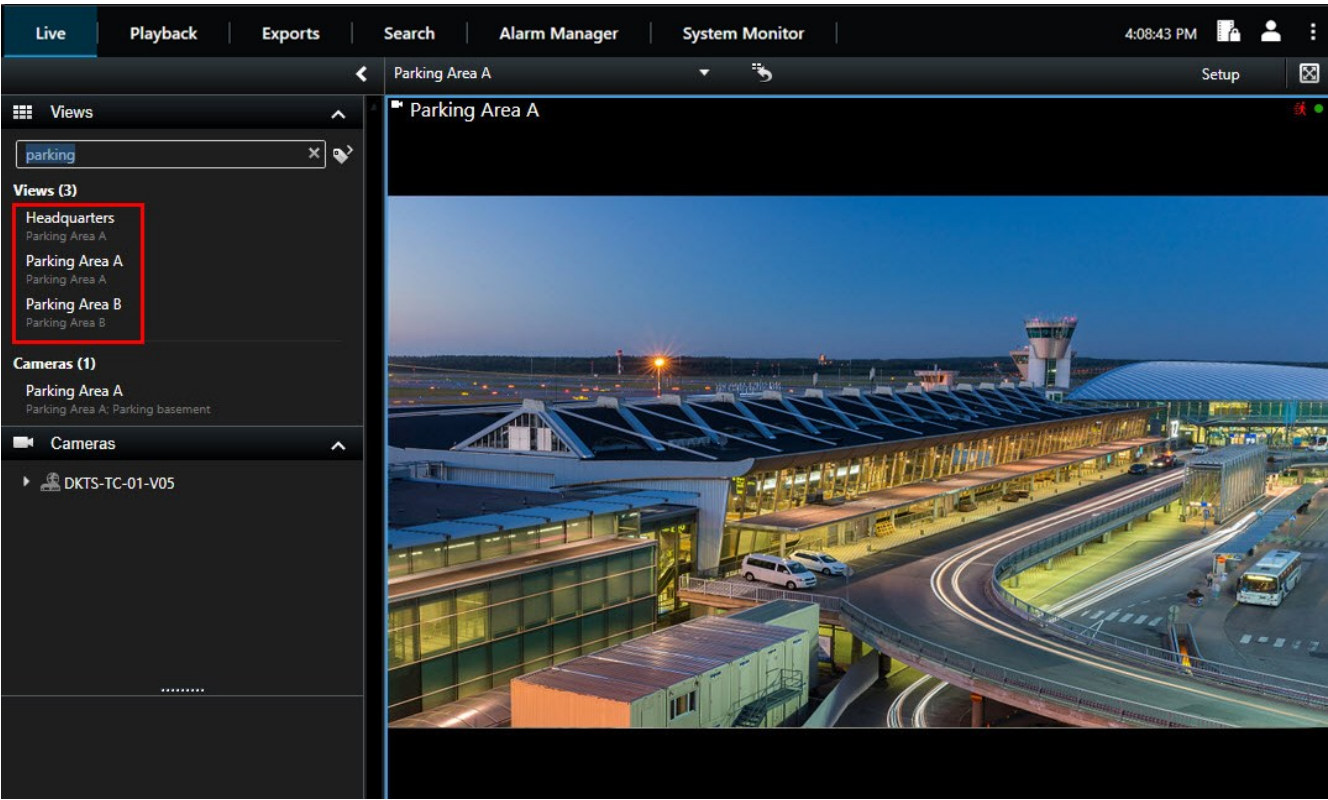 Live
Playback
Exports
Search
Alarm Manager
System Monitor
4:08:43 PM
Parking Area A
Setup
Views
parking
Views (3)
Headquarters
Parking Area A
Parking Area A
Parking Area A
Parking Area B
Parking Area B
Cameras (1)
Parking Area A
Parking Area A; Parking basement
Cameras
DKTS-TC-01-V05
Parking Area A